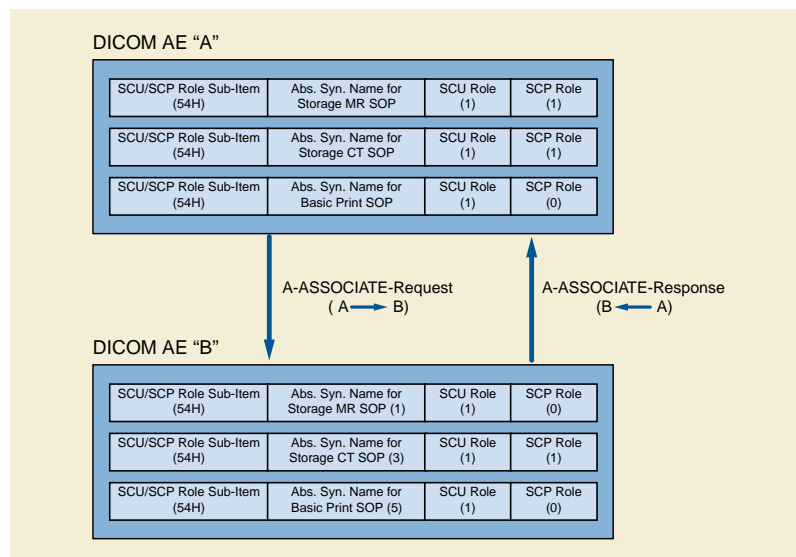 DICOM AE “A”
SCU/SCP Role Sub-Item Abs. Syn. Name for SCU Role SCP Role
(54H) Storage MR SOP (1) (1)
SCU/SCP Role Sub-Item Abs. Syn. Name for SCU Role SCP Role
(54H) Storage CT SOP (1) (1)
SCU/SCP Role Sub-Item Abs. Syn. Name for SCU Role SCP Role
(54H) Basic Print SOP (1) (0)
A-ASSOCIATE-Request A-ASSOCIATE-Response
( A B) (B A)
DICOM AE “B”
SCU/SCP Role Sub-Item Abs. Syn. Name for SCU Role SCP Role
(54H) Storage MR SOP (1) (1) (0)
SCU/SCP Role Sub-Item Abs. Syn. Name for SCU Role SCP Role
(54H) Storage CT SOP (3) (1) (1)
SCU/SCP Role Sub-Item Abs. Syn. Name for SCU Role SCP Role
(54H) Basic Print SOP (5) (1) (0)